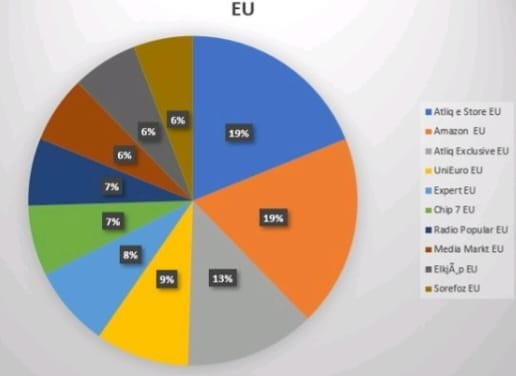 EU
19%
19%
13%
9%
8%
7%
7%
6%
6%
6%
Atliq e Store EU
Amazon EU
Atliq Exclusive EU
UniEuro EU
Expert EU
Chip 7 EU
Radio Popular EU
Media Markt EU
ElkjÃ¸p EU
Sorefoz EU